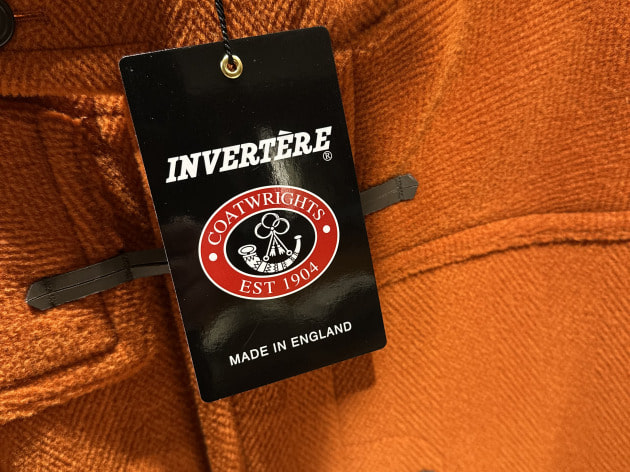 INVERTÈRE
®
COATWRIGHTS
EST 1904
MADE IN ENGLAND